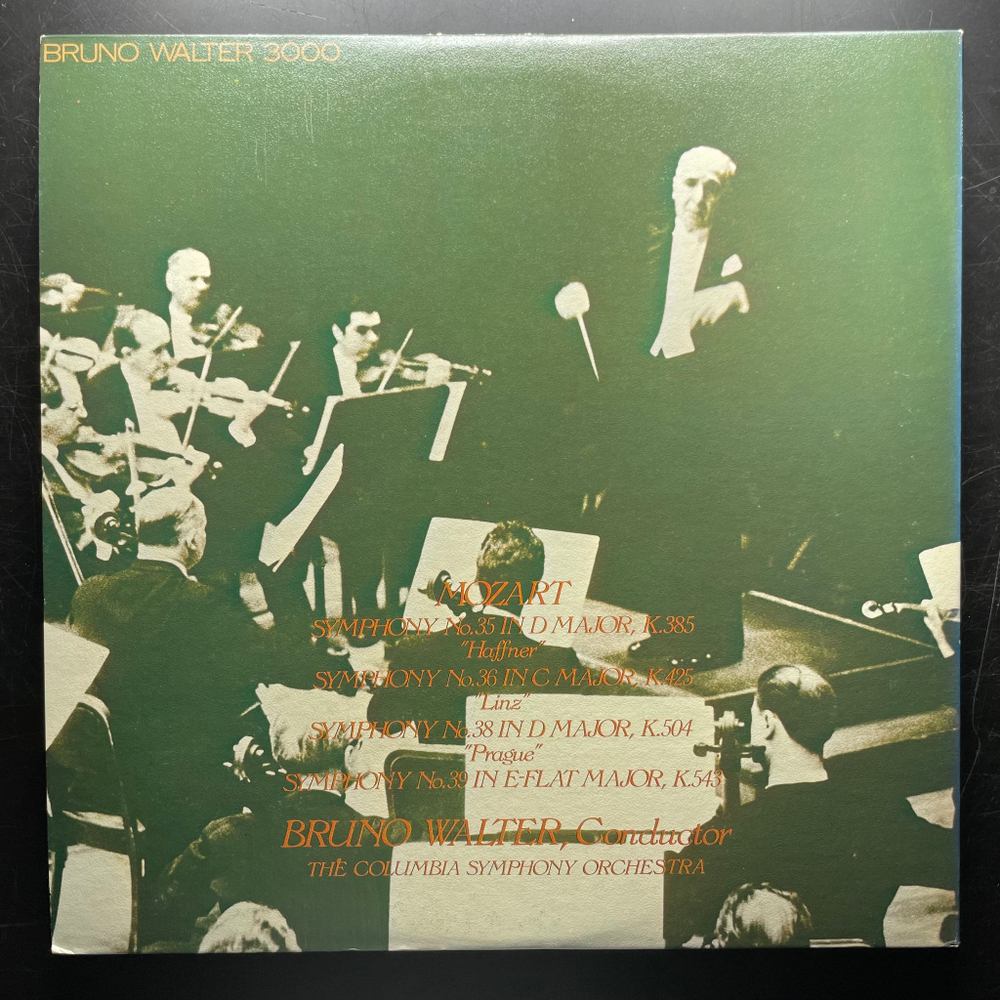 BRUNO WALTER 3000
MOZART
SYMPHONY No.35 IN D MAJOR, K.385
"Haffner"
SYMPHONY No.36 IN C MAJOR, K.425
"Linz"
SYMPHONY No.38 IN D MAJOR, K.504
"Prague"
SYMPHONY No.39 IN E-FLAT MAJOR, K.543
BRUNO WALTER, Conductor
THE COLUMBIA SYMPHONY ORCHESTRA